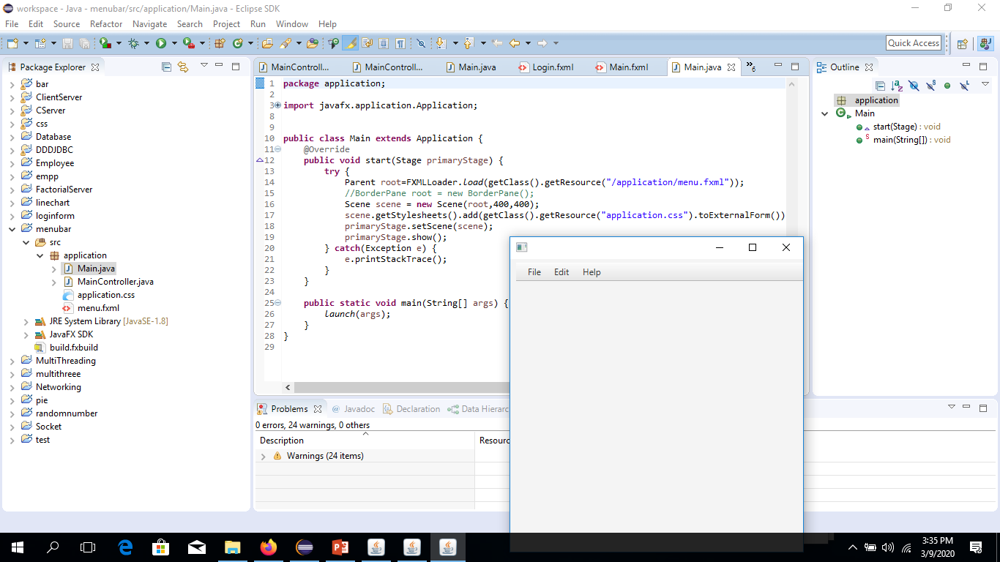 workspace - Java - menubar/src/application/Main.java - Eclipse SDK
File Edit Source Refactor Navigate Search Project Run Window Help
Quick Access
Package Explorer
bar
ClientServer
CServer
css
Database
DDDJDBC
Employee
empp
FactorialServer
linechart
loginform
menubar
src
application
Main.java
MainController.java
application.css
menu.fxml
JRE System Library [JavaSE-1.8]
JavaFX SDK
build.fxbuild
MultiThreading
multithreee
Networking
pie
randomnumber
Socket
test
MainControll... MainControll... Main.java Login.fxml Main.fxml Main.java »6
1 package application;
2
3 import javafx.application.Application;
8
9
10 public class Main extends Application {
11 @Override
12 public void start(Stage primaryStage) {
13 try {
14 Parent root=FXMLLoader.load(getClass().getResource("/application/menu.fxml"));
15 //BorderPane root = new BorderPane();
16 Scene scene = new Scene(root,400,400);
17 scene.getStylesheets().add(getClass().getResource("application.css").toExternalForm())
18 primaryStage.setScene(scene);
19 primaryStage.show();
20 } catch(Exception e) {
21 e.printStackTrace();
22 }
23 }
24
25 public static void main(String[] args) {
26 launch(args);
27 }
28 }
29
File Edit Help
Outline
application
Main
start(Stage) : void
main(String[]) : void
Problems @ Javadoc Declaration Data Hierarc
0 errors, 24 warnings, 0 others
Description Resourc
Warnings (24 items)
3:35 PM
3/9/2020